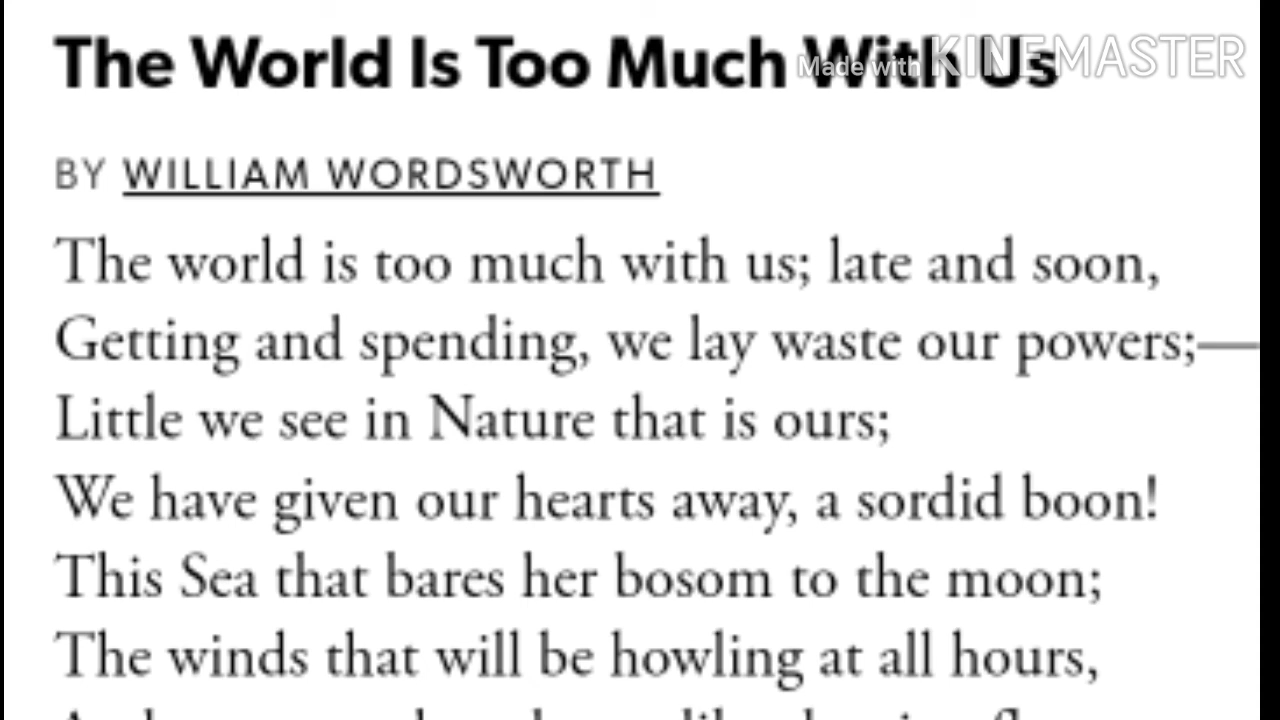 The World Is Too Much With Us
Made with KINEMASTER
BY WILLIAM WORDSWORTH
The world is too much with us; late and soon,
Getting and spending, we lay waste our powers;—
Little we see in Nature that is ours;
We have given our hearts away, a sordid boon!
This Sea that bares her bosom to the moon;
The winds that will be howling at all hours,